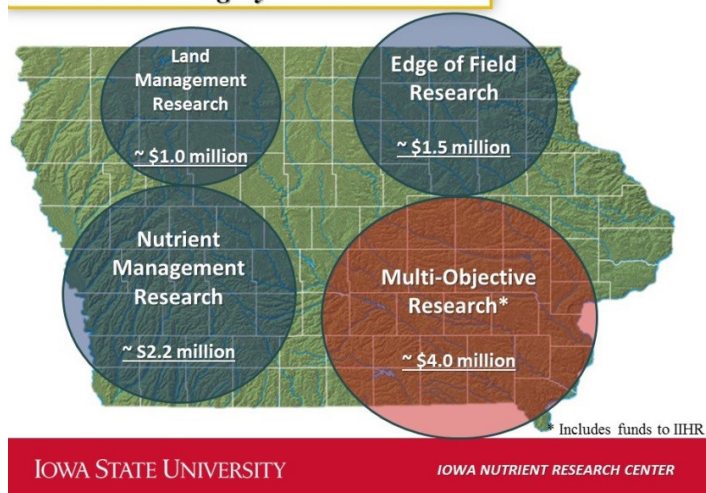 Land
Management
Research
~ $1.0 million
Edge of Field
Research
~ $1.5 million
Nutrient
Management
Research
~ S2.2 million
Multi-Objective
Research*
~ $4.0 million
* Includes funds to IIHR
IOWA STATE UNIVERSITY
IOWA NUTRIENT RESEARCH CENTER